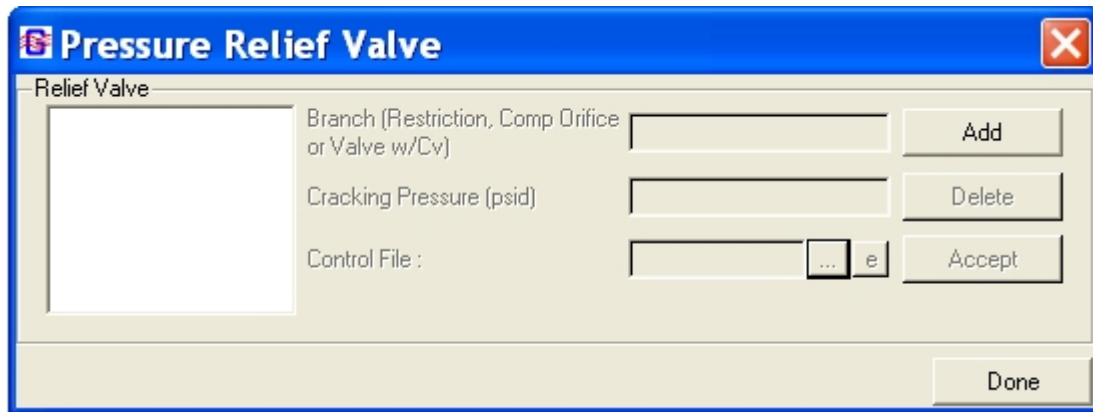 Pressure Relief Valve
Relief Valve
Branch (Restriction, Comp Orifice
or Valve w/Cv)
Add
Cracking Pressure (psid)
Delete
Control File :
...
e
Accept
Done